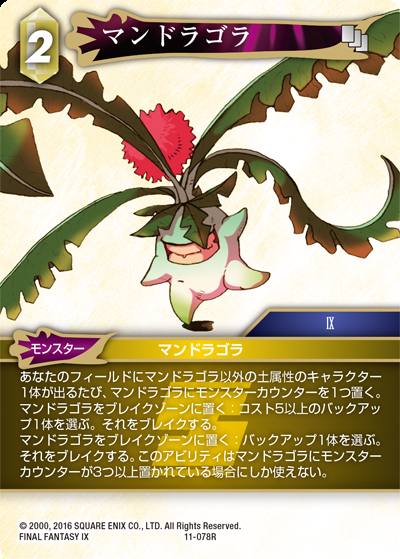 2
マンドラゴラ
IX
モンスター
マンドラゴラ
あなたのフィールドにマンドラゴラ以外の土属性のキャラクター
1体が出るたび、マンドラゴラにモンスターカウンターを1つ置く。
マンドラゴラをブレイクゾーンに置く：コスト5以上のバックアッ
プ1体を選ぶ。それをブレイクする。
マンドラゴラをブレイクゾーンに置く：バックアップ1体を選ぶ。
それをブレイクする。このアビリティはマンドラゴラにモンスター
カウンターが3つ以上置かれている場合にしか使えない。
© 2000, 2016 SQUARE ENIX CO., LTD. All Rights Reserved.
FINAL FANTASY IX
11-078R